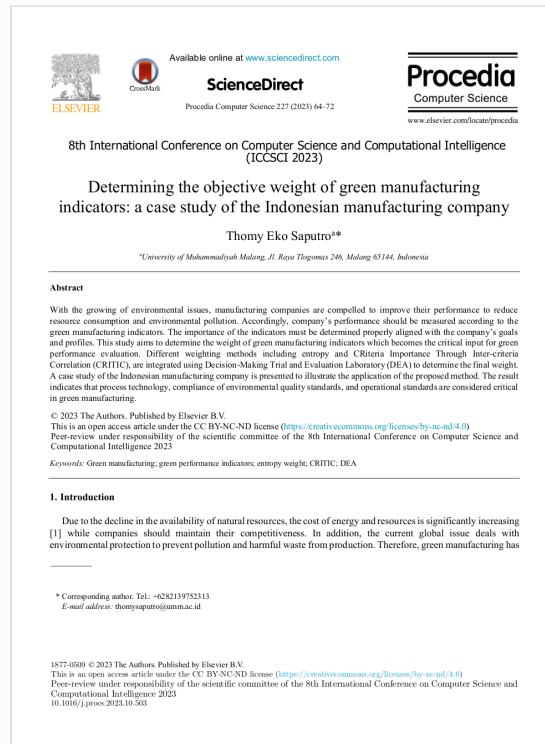 Available online at www.sciencedirect.com
ELSEVIER
CrossMark
ScienceDirect
Procedia Computer Science 227 (2023) 64–72
Procedia
Computer Science
www.elsevier.com/locate/procedia
8th International Conference on Computer Science and Computational Intelligence
(ICCSCI 2023)
Determining the objective weight of green manufacturing
indicators: a case study of the Indonesian manufacturing company
Thomy Eko Saputroᵃ*
ᵃUniversity of Muhammadiyah Malang, Jl. Raya Tlogomas 246, Malang 65144, Indonesia
Abstract
With the growing of environmental issues, manufacturing companies are compelled to improve their performance to reduce
resource consumption and environmental pollution. Accordingly, company's performance should be measured according to the
green manufacturing indicators. The importance of the indicators must be determined properly aligned with the company's goals
and profiles. This study aims to determine the weight of green manufacturing indicators which becomes the critical input for green
performance evaluation. Different weighting methods including entropy and CRiteria Importance Through Inter-criteria
Correlation (CRITIC), are integrated using Decision-Making Trial and Evaluation Laboratory (DEA) to determine the final weight.
A case study of the Indonesian manufacturing company is presented to illustrate the application of the proposed method. The result
indicates that process technology, compliance of environmental quality standards, and operational standards are considered critical
in green manufacturing.
© 2023 The Authors. Published by Elsevier B.V.
This is an open access article under the CC BY-NC-ND license (https://creativecommons.org/licenses/by-nc-nd/4.0)
Peer-review under responsibility of the scientific committee of the 8th International Conference on Computer Science and
Computational Intelligence 2023
Keywords: Green manufacturing; green performance indicators; entropy weight; CRITIC; DEA
1. Introduction
Due to the decline in the availability of natural resources, the cost of energy and resources is significantly increasing
[1] while companies should maintain their competitiveness. In addition, the current global issue deals with
environmental protection to prevent pollution and harmful waste from production. Therefore, green manufacturing has
* Corresponding author. Tel.: +6282139752313
E-mail address: thomysaputro@umm.ac.id
1877-0509 © 2023 The Authors. Published by Elsevier B.V.
This is an open access article under the CC BY-NC-ND license (https://creativecommons.org/licenses/by-nc-nd/4.0)
Peer-review under responsibility of the scientific committee of the 8th International Conference on Computer Science and
Computational Intelligence 2023
10.1016/j.procs.2023.10.503